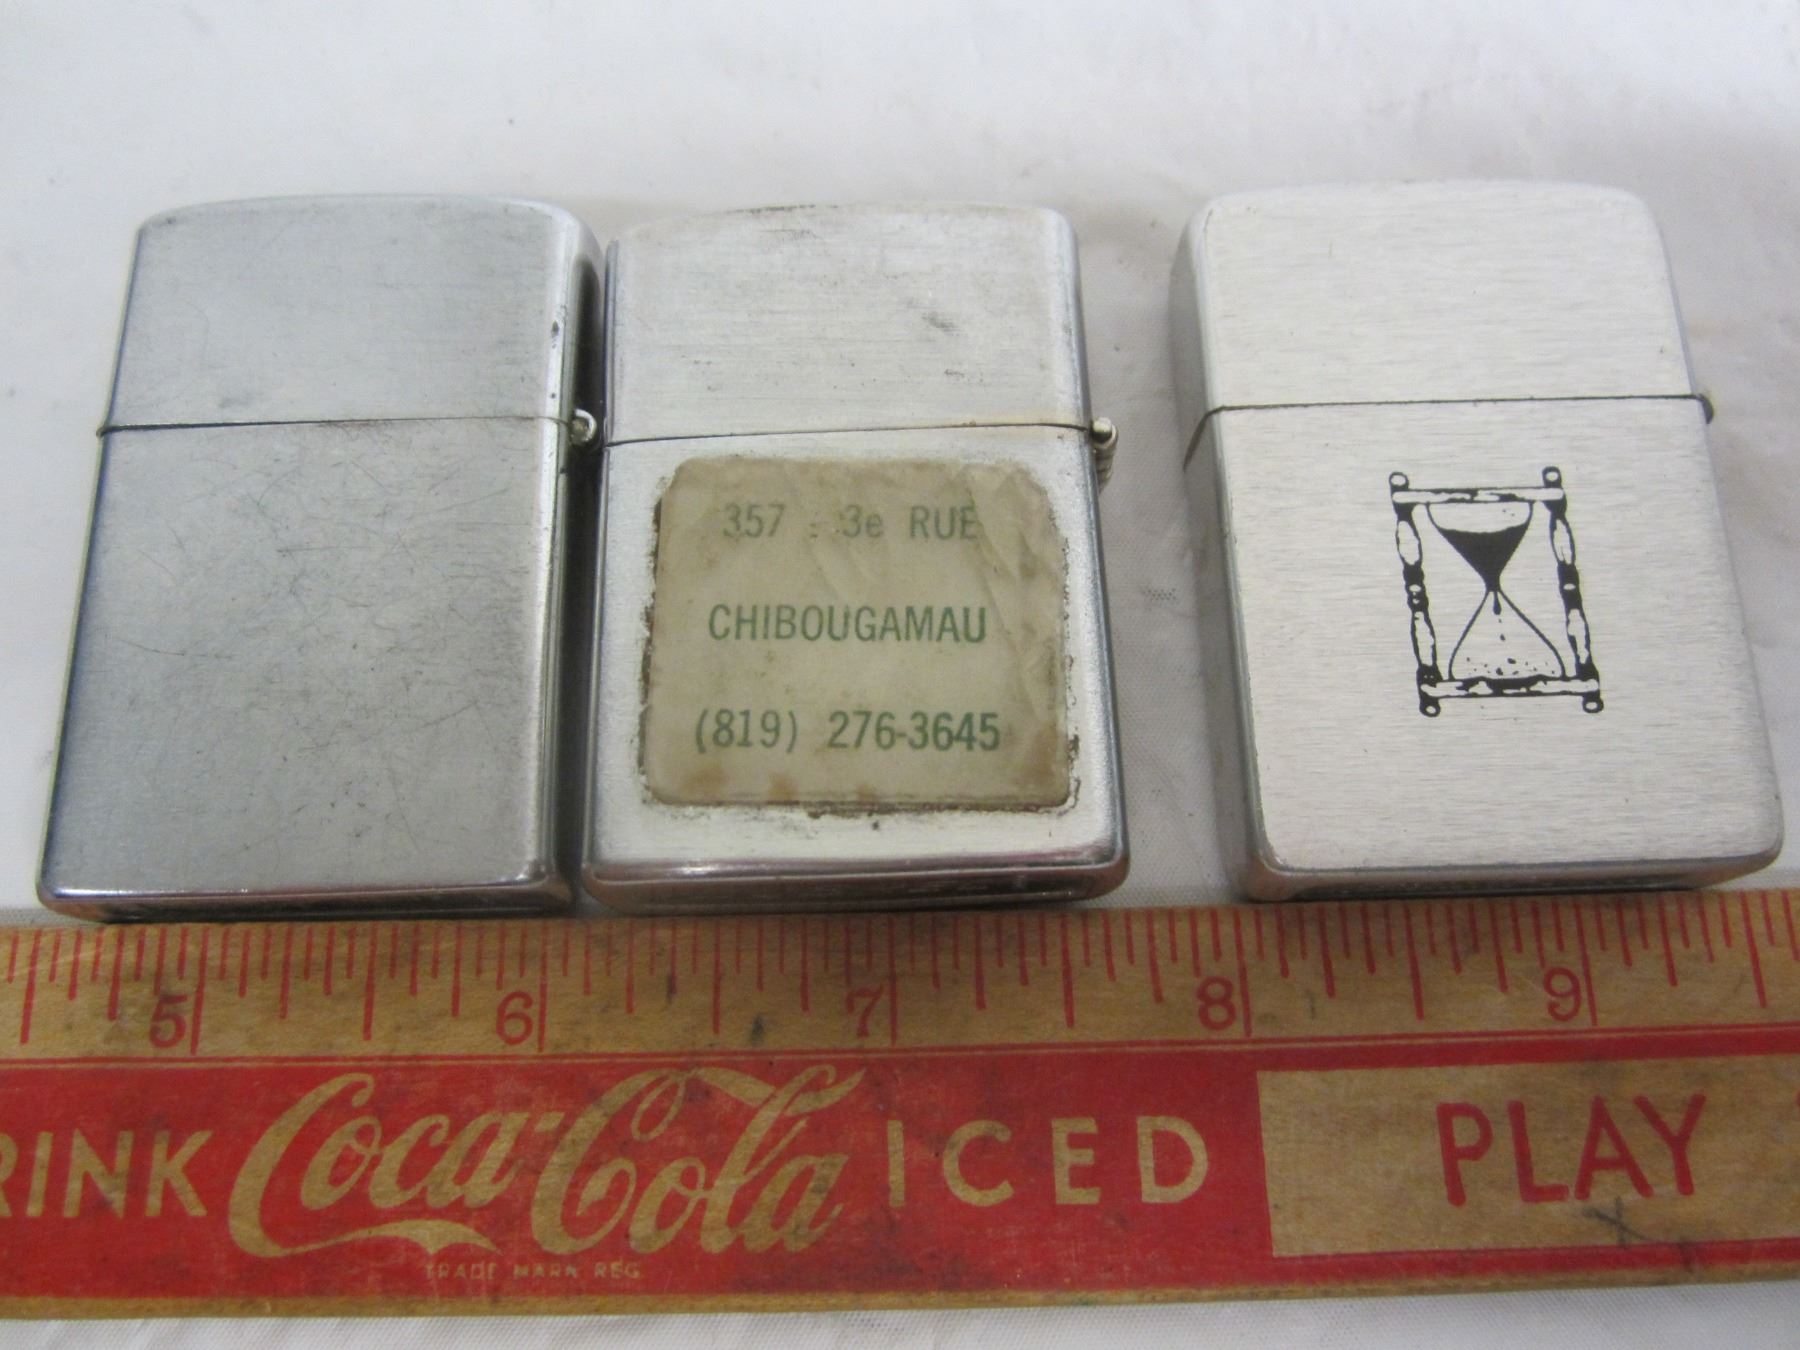 357 - 3e RUE
CHIBOUGAMAU
(819) 276-3645
5 6 7 8 9
RINK Coca-Cola ICED PLAY
TRADE MARK REG